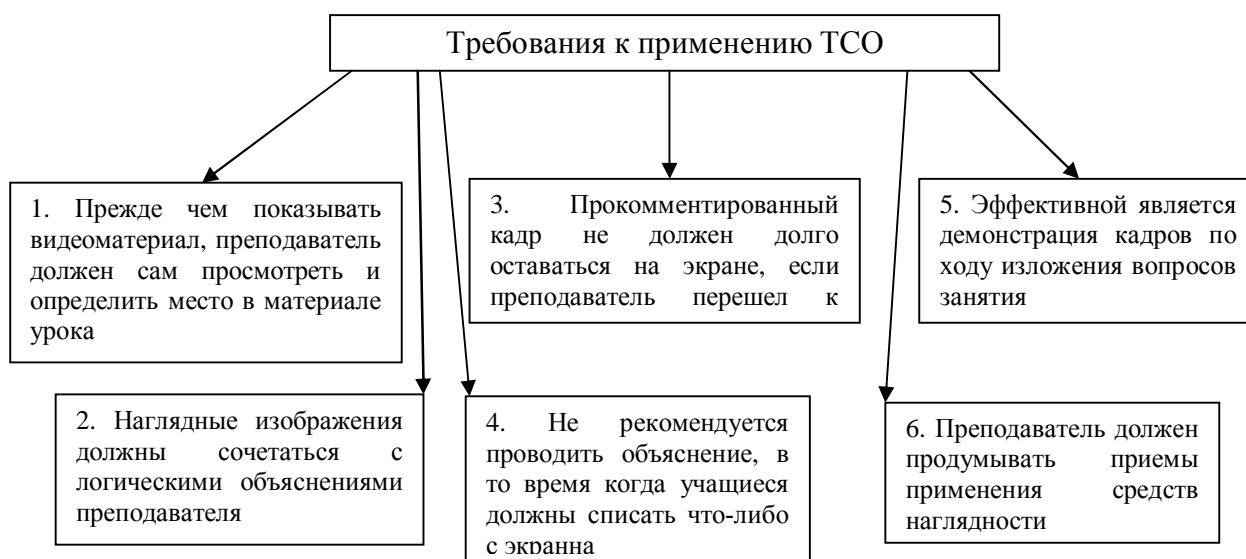 Требования к применению ТСО
1. Прежде чем показывать
видеоматериал, преподаватель
должен сам просмотреть и
определить место в материале
урока
2. Наглядные изображения
должны сочетаться с
логическими объяснениями
преподавателя
3. Прокомментированный
кадр не должен долго
оставаться на экране, если
преподаватель перешел к
4. Не рекомендуется
проводить объяснение, в
то время когда учащиеся
должны списать что-либо
с экранна
5. Эффективной является
демонстрация кадров по
ходу изложения вопросов
занятия
6. Преподаватель должен
продумывать приемы
применения средств
наглядности